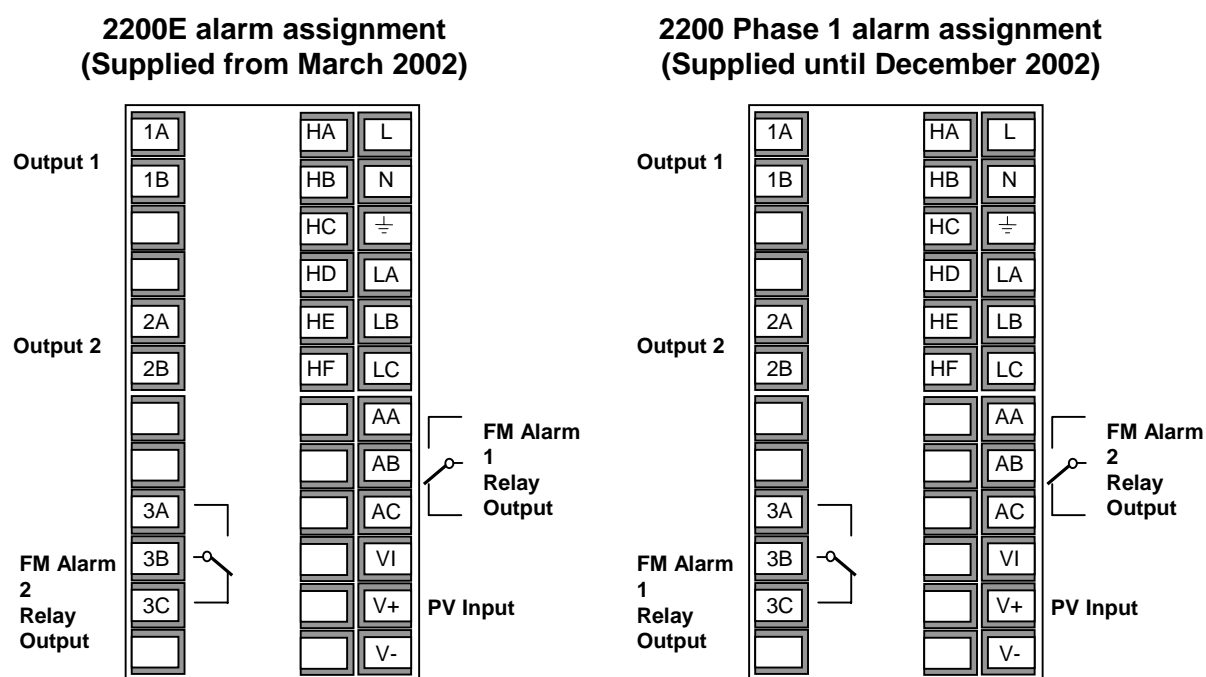 2200E alarm assignment
(Supplied from March 2002)
Output 1
1A
HA
L
1B
HB
N
HC
HD
LA
Output 2
2A
HE
LB
2B
HF
LC
AA
AB
FM Alarm
1
Relay
Output
3A
AC
FM Alarm
2
Relay
Output
3B
VI
3C
V+
PV Input
V-
2200 Phase 1 alarm assignment
(Supplied until December 2002)
Output 1
1A
HA
L
1B
HB
N
HC
HD
LA
Output 2
2A
HE
LB
2B
HF
LC
AA
AB
FM Alarm
2
Relay
Output
3A
AC
FM Alarm
1
Relay
Output
3B
VI
3C
V+
PV Input
V-